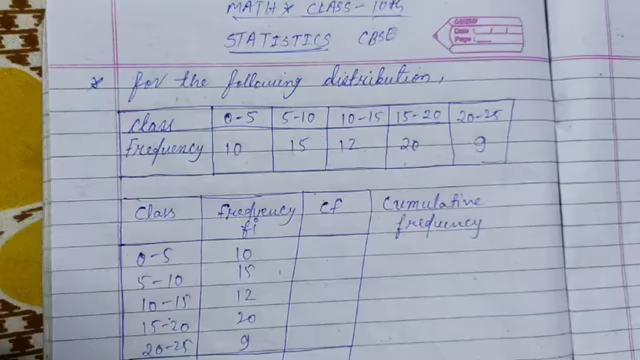 MATH X CLASS-10th
STATISTICS CBSE
Date :
Page :
* For the following distribution,
Class 0-5 5-10 10-15 15-20 20-25
Frequency 10 15 12 20 9
Class Frequency fi Cf Cumulative frequency
0-5 10
5-10 15
10-15 12
15-20 20
20-25 9